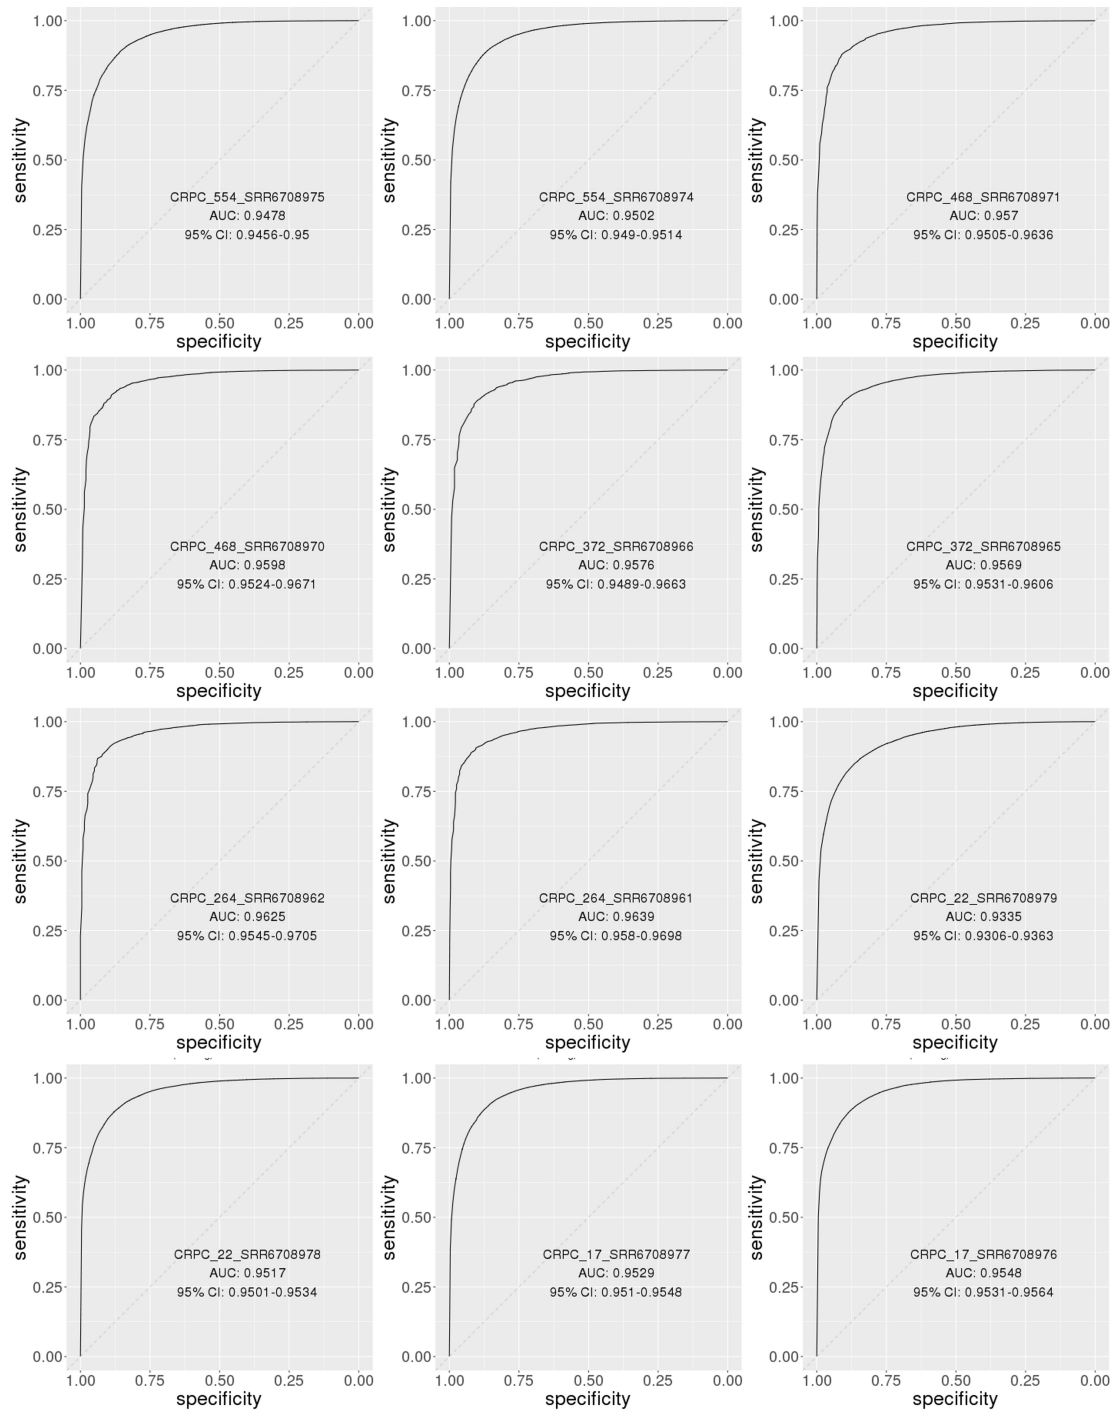 1.00
0.75
0.50
0.25
0.00
sensitivity
CRPC_554_SRR6708975
AUC: 0.9478
95% CI: 0.9456-0.95
1.00 0.75 0.50 0.25 0.00
specificity
1.00
0.75
0.50
0.25
0.00
sensitivity
CRPC_554_SRR6708974
AUC: 0.9502
95% CI: 0.949-0.9514
1.00 0.75 0.50 0.25 0.00
specificity
1.00
0.75
0.50
0.25
0.00
sensitivity
CRPC_468_SRR6708971
AUC: 0.957
95% CI: 0.9505-0.9636
1.00 0.75 0.50 0.25 0.00
specificity
1.00
0.75
0.50
0.25
0.00
sensitivity
CRPC_468_SRR6708970
AUC: 0.9598
95% CI: 0.9524-0.9671
1.00 0.75 0.50 0.25 0.00
specificity
1.00
0.75
0.50
0.25
0.00
sensitivity
CRPC_372_SRR6708966
AUC: 0.9576
95% CI: 0.9489-0.9663
1.00 0.75 0.50 0.25 0.00
specificity
1.00
0.75
0.50
0.25
0.00
sensitivity
CRPC_372_SRR6708965
AUC: 0.9569
95% CI: 0.9531-0.9606
1.00 0.75 0.50 0.25 0.00
specificity
1.00
0.75
0.50
0.25
0.00
sensitivity
CRPC_264_SRR6708962
AUC: 0.9625
95% CI: 0.9545-0.9705
1.00 0.75 0.50 0.25 0.00
specificity
1.00
0.75
0.50
0.25
0.00
sensitivity
CRPC_264_SRR6708961
AUC: 0.9639
95% CI: 0.958-0.9698
1.00 0.75 0.50 0.25 0.00
specificity
1.00
0.75
0.50
0.25
0.00
sensitivity
CRPC_22_SRR6708979
AUC: 0.9335
95% CI: 0.9306-0.9363
1.00 0.75 0.50 0.25 0.00
specificity
1.00
0.75
0.50
0.25
0.00
sensitivity
CRPC_22_SRR6708978
AUC: 0.9517
95% CI: 0.9501-0.9534
1.00 0.75 0.50 0.25 0.00
specificity
1.00
0.75
0.50
0.25
0.00
sensitivity
CRPC_17_SRR6708977
AUC: 0.9529
95% CI: 0.951-0.9548
1.00 0.75 0.50 0.25 0.00
specificity
1.00
0.75
0.50
0.25
0.00
sensitivity
CRPC_17_SRR6708976
AUC: 0.9548
95% CI: 0.9531-0.9564
1.00 0.75 0.50 0.25 0.00
specificity